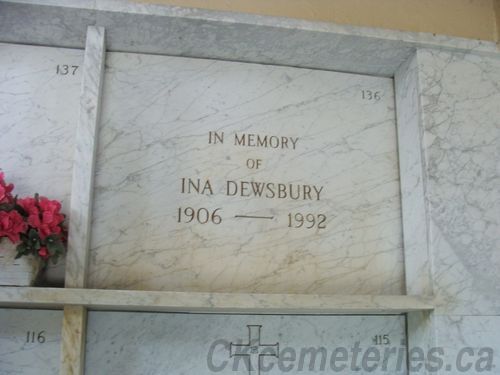 137
136
IN MEMORY
OF
INA DEWSBURY
1906 — 1992
116
115
CKcemeteries.ca